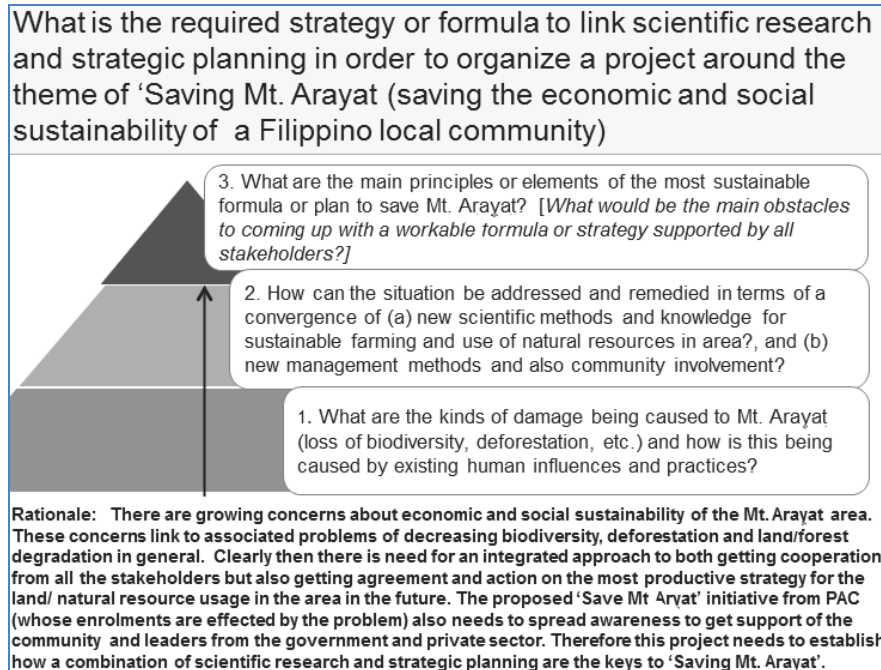 What is the required strategy or formula to link scientific research
and strategic planning in order to organize a project around the
theme of ‘Saving Mt. Arayat (saving the economic and social
sustainability of a Filippino local community)
3. What are the main principles or elements of the most sustainable
formula or plan to save Mt. Arayat? [What would be the main obstacles
to coming up with a workable formula or strategy supported by all
stakeholders?]
2. How can the situation be addressed and remedied in terms of a
convergence of (a) new scientific methods and knowledge for
sustainable farming and use of natural resources in area?, and (b)
new management methods and also community involvement?
1. What are the kinds of damage being caused to Mt. Arayat
(loss of biodiversity, deforestation, etc.) and how is this being
caused by existing human influences and practices?
Rationale: There are growing concerns about economic and social sustainability of the Mt. Arayat area.
These concerns link to associated problems of decreasing biodiversity, deforestation and land/forest
degradation in general. Clearly then there is need for an integrated approach to both getting cooperation
from all the stakeholders but also getting agreement and action on the most productive strategy for the
land/ natural resource usage in the area in the future. The proposed ‘Save Mt Aryat’ initiative from PAC
(whose enrolments are effected by the problem) also needs to spread awareness to get support of the
community and leaders from the government and private sector. Therefore this project needs to establish
how a combination of scientific research and strategic planning are the keys to ‘Saving Mt. Arayat’.